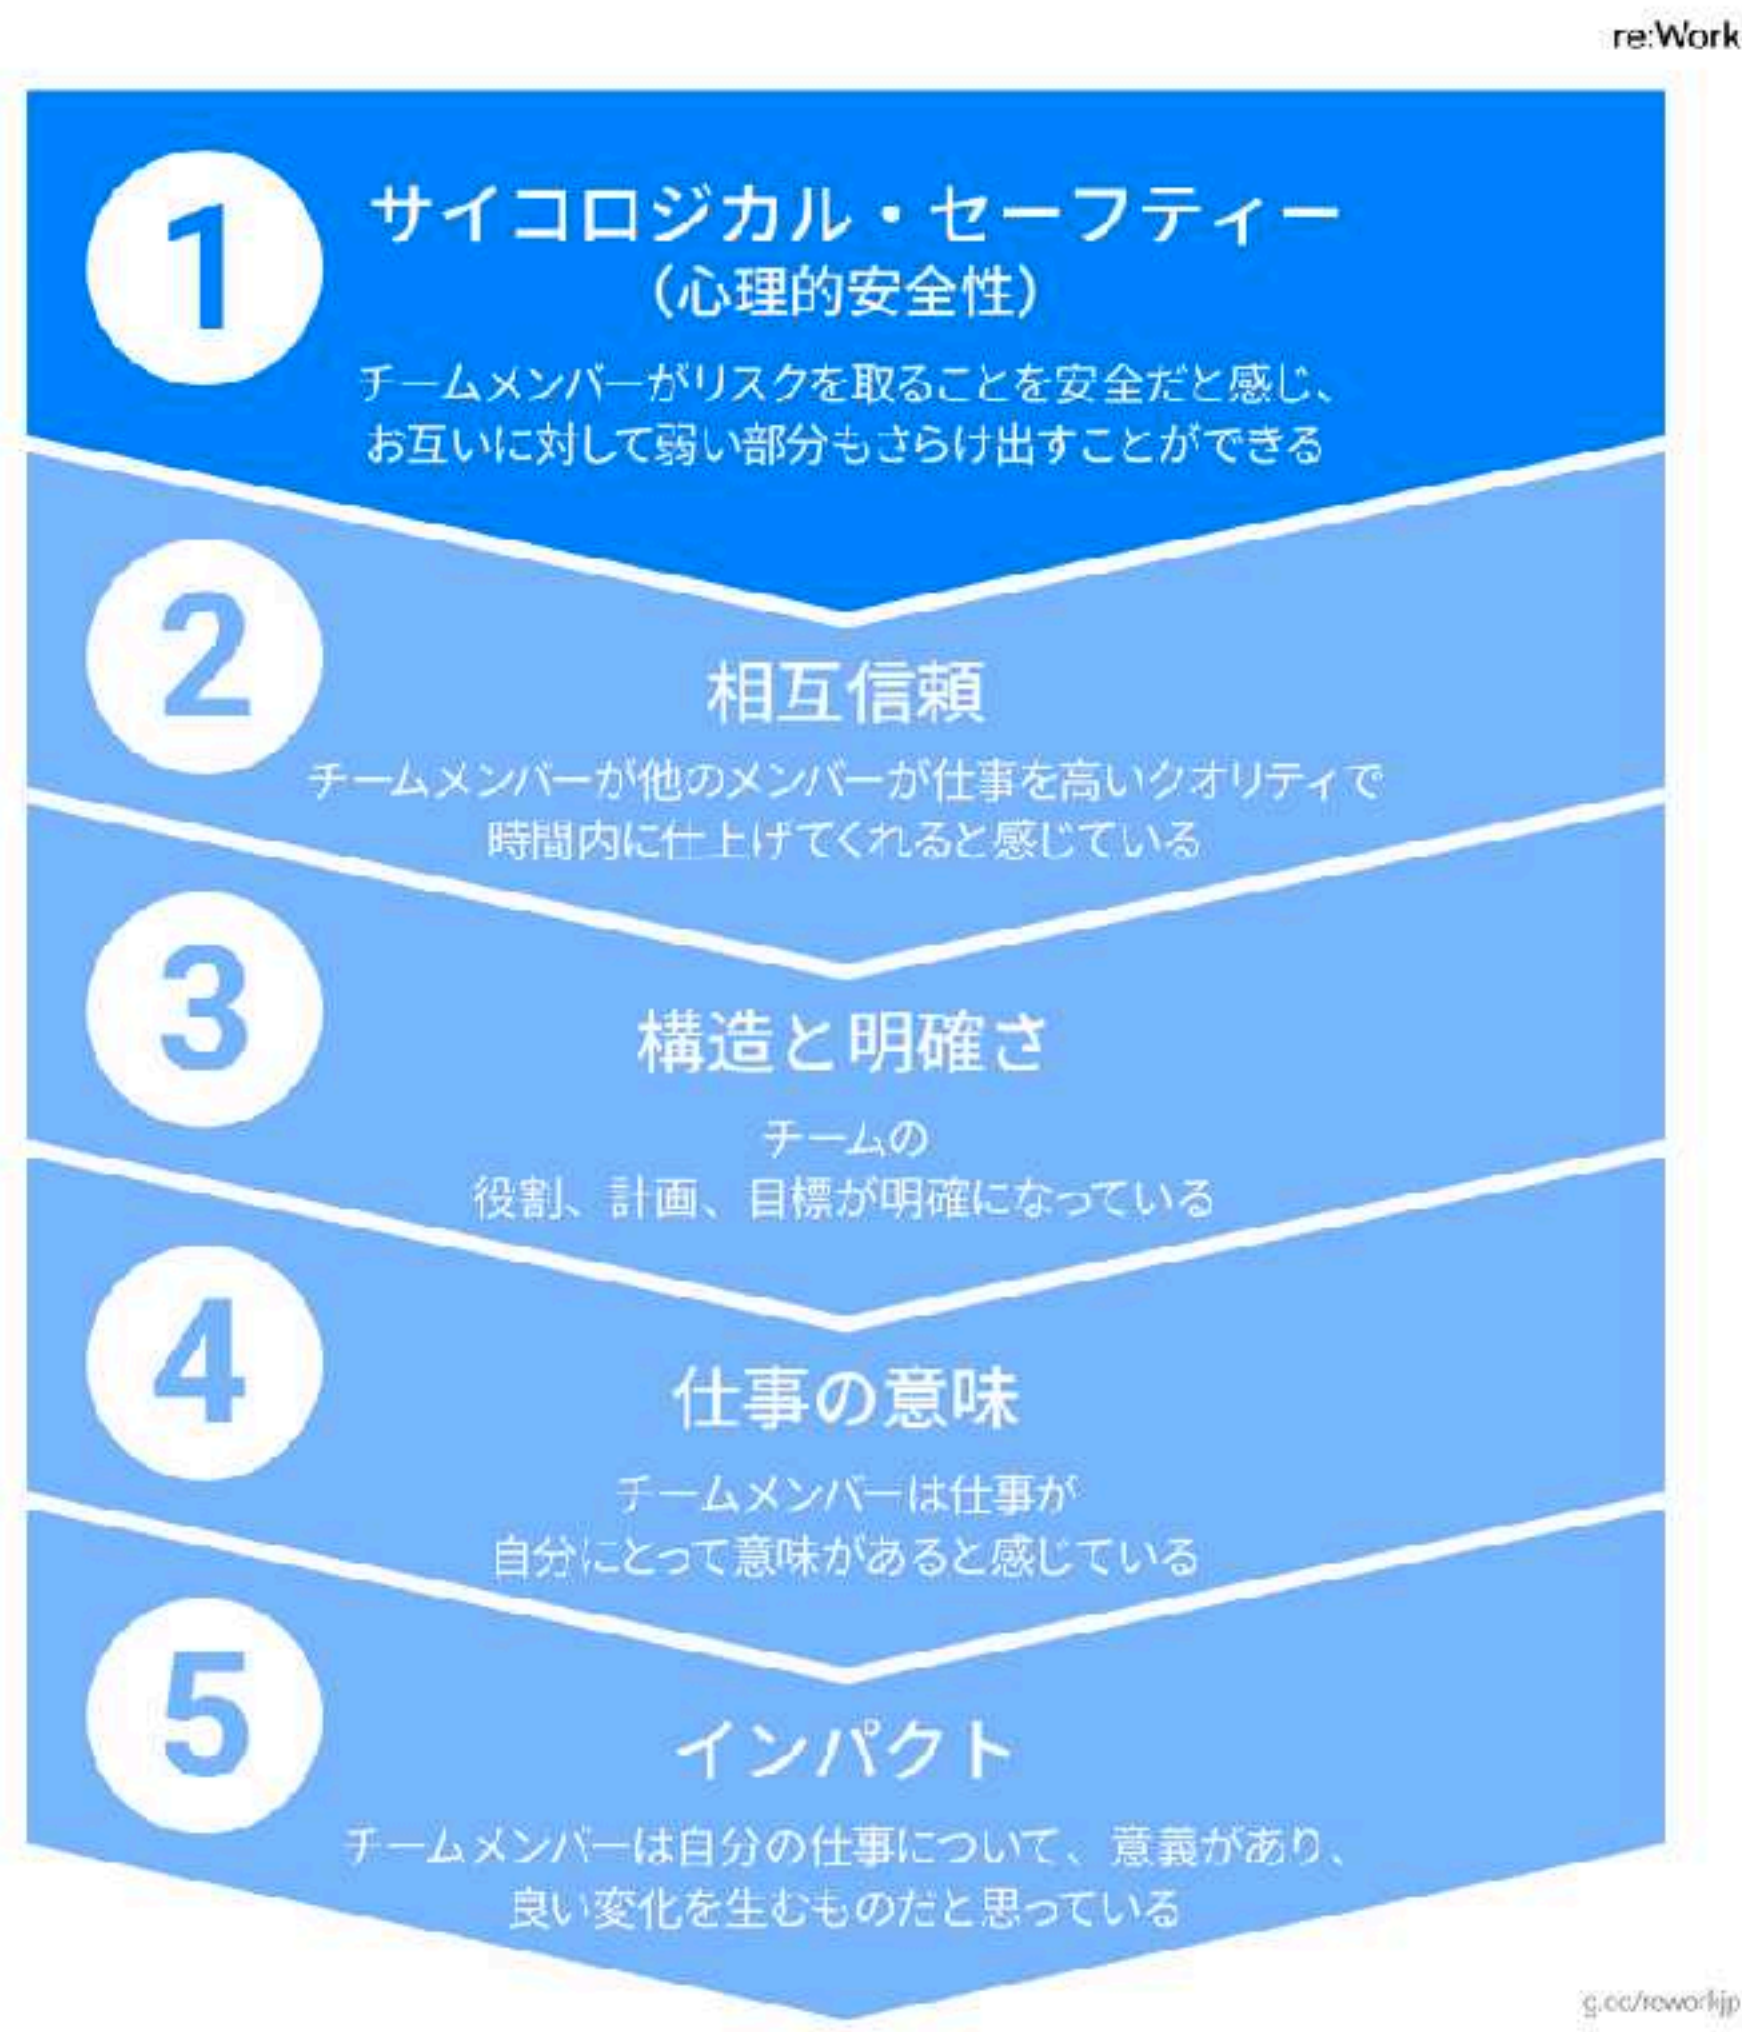 re:Work
1
サイコロジカル・セーフティー
（心理的安全性）
チームメンバーがリスクを取ることを安全だと感じ、
お互いに対して弱い部分もさらけ出すことができる
2
相互信頼
チームメンバーが他のメンバーが仕事を高いクオリティで
時間内に仕上げてくれると感じている
3
構造と明確さ
チームの
役割、計画、目標が明確になっている
4
仕事の意味
チームメンバーは仕事が
自分にとって意味があると感じている
5
インパクト
チームメンバーは自分の仕事について、意義があり、
良い変化を生むものだと思っている
g.co/reworkjp